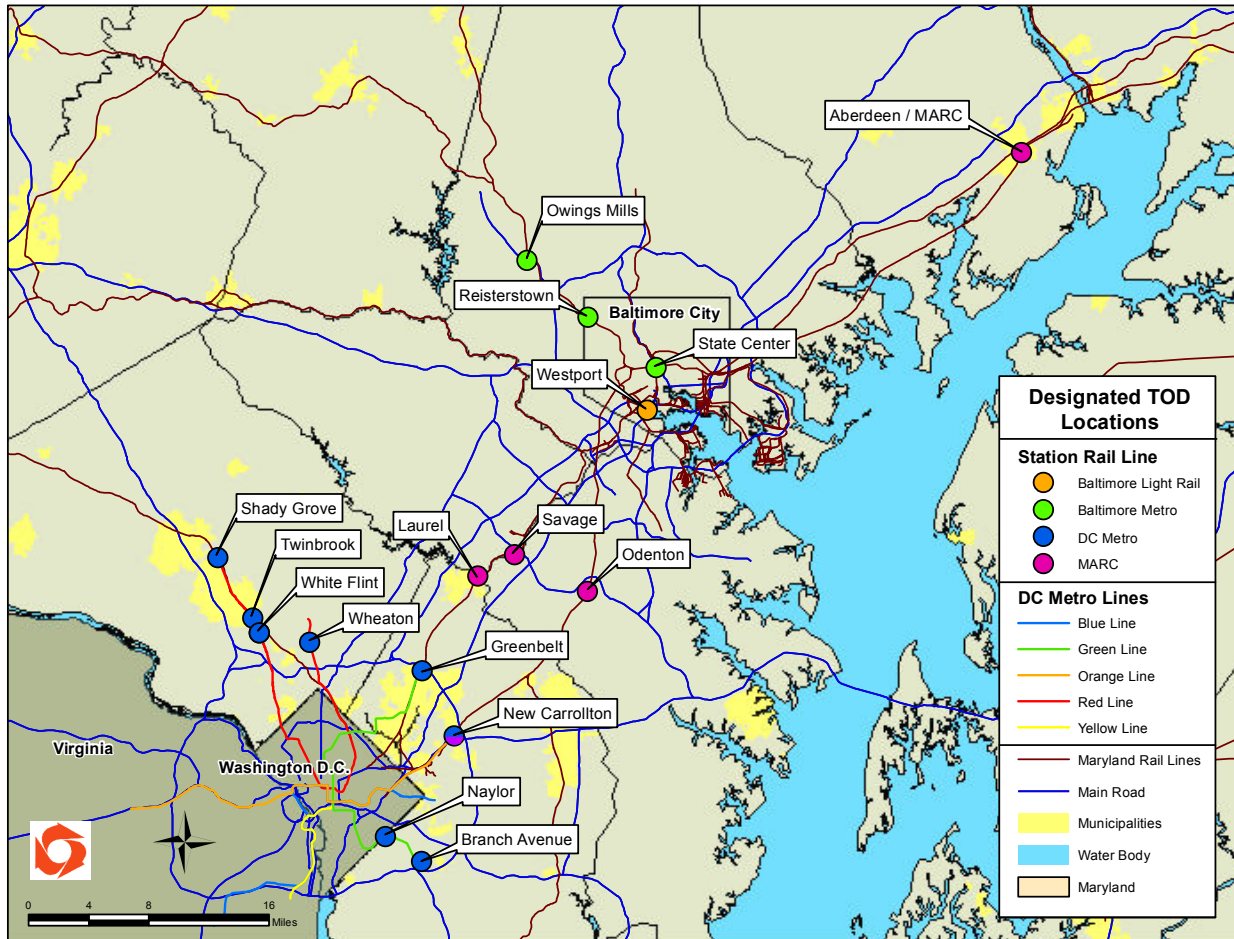 Aberdeen / MARC
Owings Mills
Reisterstown
Baltimore City
State Center
Westport
Shady Grove
Twinbrook
White Flint
Wheaton
Laurel
Savage
Odenton
Greenbelt
New Carrollton
Virginia
Washington D.C.
Naylor
Branch Avenue
0 4 8 16
Miles
Designated TOD
Locations
Station Rail Line
Baltimore Light Rail
Baltimore Metro
DC Metro
MARC
DC Metro Lines
Blue Line
Green Line
Orange Line
Red Line
Yellow Line
Maryland Rail Lines
Main Road
Municipalities
Water Body
Maryland